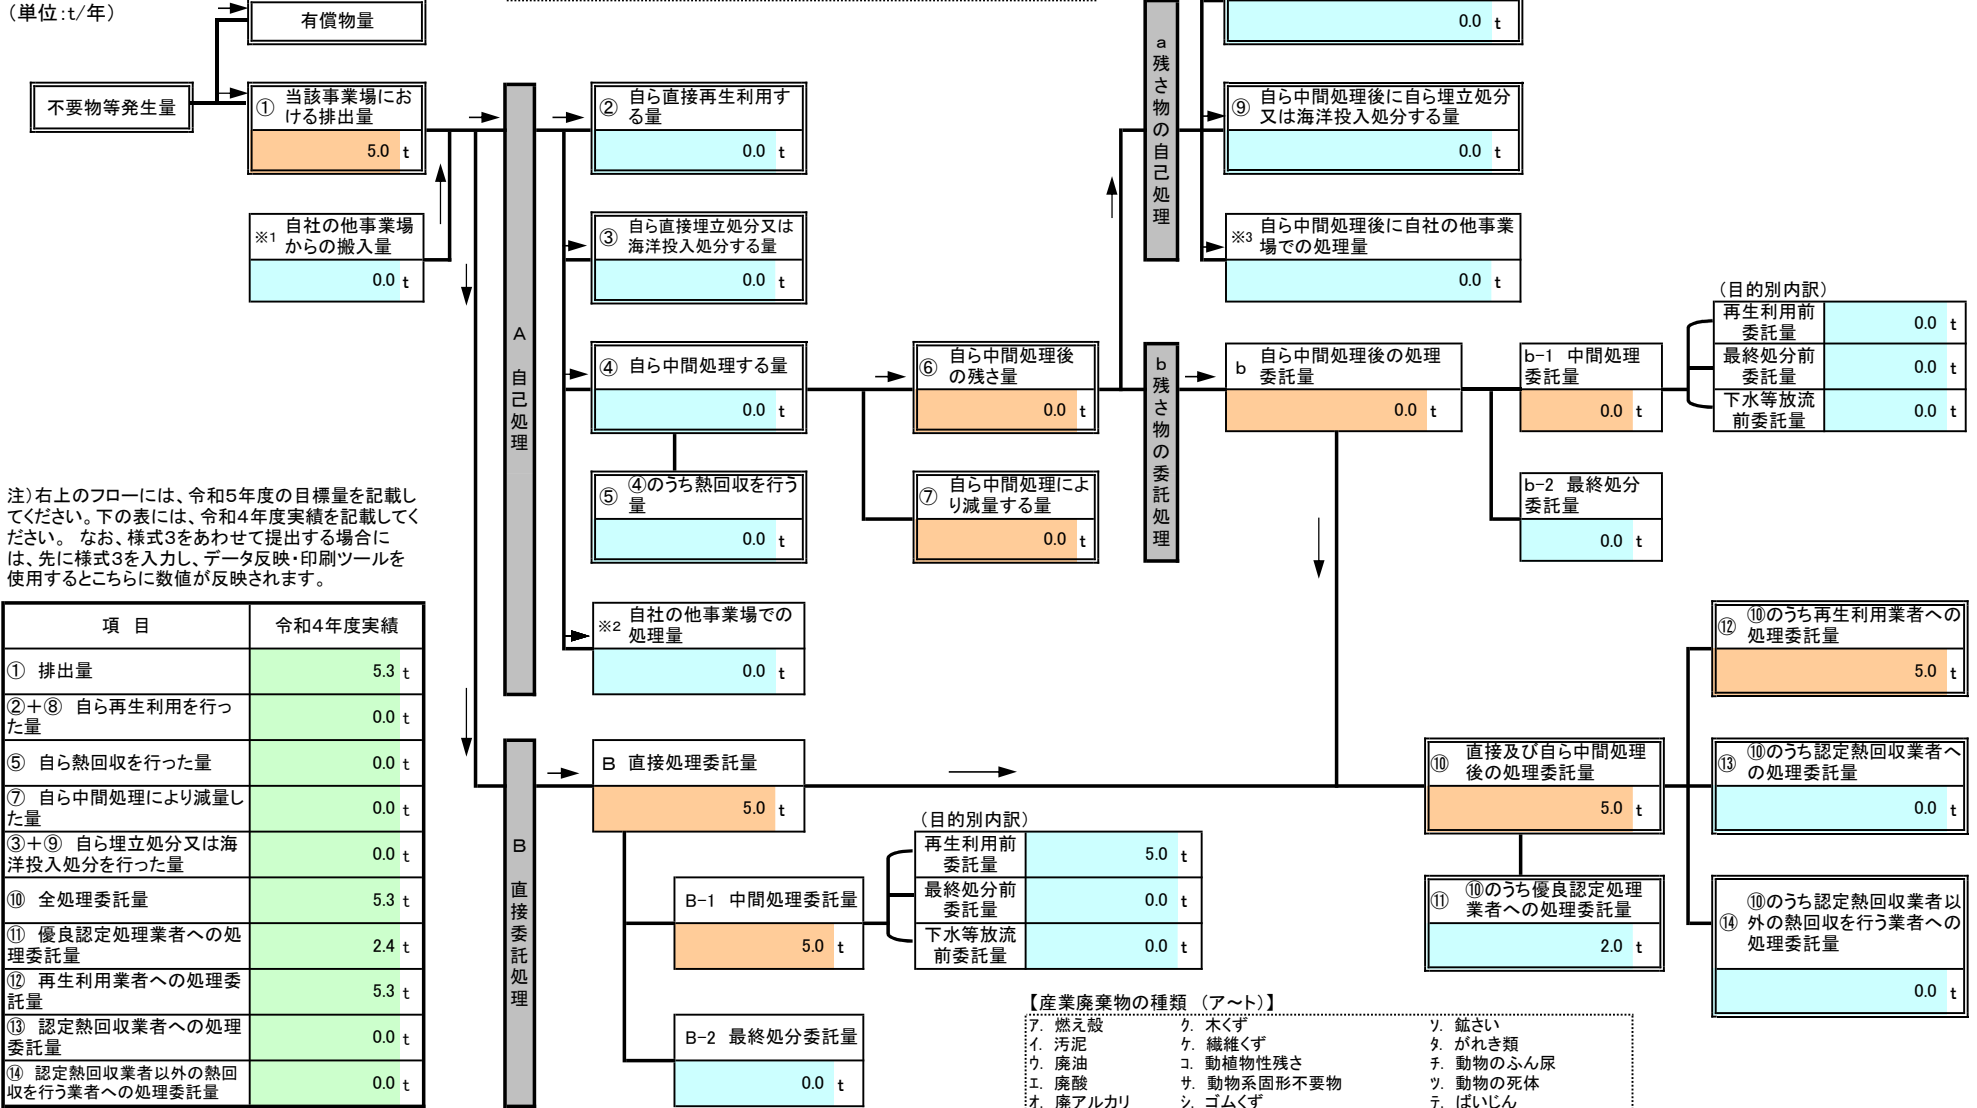 （単位：t/年）
有償物量
不要物等発生量
① 当該事業場にお
ける排出量
5.0 t
※1 自社の他事業場
からの搬入量
0.0 t
A 自己処理
② 自ら直接再生利用す
る量
0.0 t
③ 自ら直接埋立処分又は
海洋投入処分する量
0.0 t
④ 自ら中間処理する量
0.0 t
⑤ ④のうち熱回収を行う
量
0.0 t
※2 自社の他事業場での
処理量
0.0 t
⑥ 自ら中間処理後
の残さ量
0.0 t
⑦ 自ら中間処理によ
り減量する量
0.0 t
a 残さ物の自己処理
0.0 t
⑨ 自ら中間処理後に自ら埋立処分
又は海洋投入処分する量
0.0 t
※3 自ら中間処理後に自社の他事業
場での処理量
0.0 t
b 残さ物の委託処理
b 自ら中間処理後の処理
委託量
0.0 t
b-1 中間処理
委託量
0.0 t
b-2 最終処分
委託量
0.0 t
（目的別内訳）
再生利用前
委託量
0.0 t
最終処分前
委託量
0.0 t
下水等放流
前委託量
0.0 t
注）右上のフローには、令和５年度の目標量を記載し
てください。下の表には、令和４年度実績を記載してく
ださい。 なお、様式３をあわせて提出する場合に
は、先に様式３を入力し、データ反映・印刷ツールを
使用するとこちらに数値が反映されます。
項 目 令和４年度実績
① 排出量 5.3 t
②＋⑧ 自ら再生利用を行っ
た量 0.0 t
⑤ 自ら熱回収を行った量 0.0 t
⑦ 自ら中間処理により減量し
た量 0.0 t
③＋⑨ 自ら埋立処分又は海
洋投入処分を行った量 0.0 t
⑩ 全処理委託量 5.3 t
⑪ 優良認定処理業者への処
理委託量 2.4 t
⑫ 再生利用業者への処理委
託量 5.3 t
⑬ 認定熱回収業者への処理
委託量 0.0 t
⑭ 認定熱回収業者以外の熱回
収を行う業者への処理委託量 0.0 t
B 直接委託処理
B 直接処理委託量
5.0 t
B-1 中間処理委託量
5.0 t
B-2 最終処分委託量
0.0 t
（目的別内訳）
再生利用前
委託量
5.0 t
最終処分前
委託量
0.0 t
下水等放流
前委託量
0.0 t
⑩ 直接及び自ら中間処理
後の処理委託量
5.0 t
⑪ ⑩のうち優良認定処理
業者への処理委託量
2.0 t
⑫ ⑩のうち再生利用業者への
処理委託量
5.0 t
⑬ ⑩のうち認定熱回収業者へ
の処理委託量
0.0 t
⑭ ⑩のうち認定熱回収業者以
外の熱回収を行う業者への
処理委託量
0.0 t
【産業廃棄物の種類 （ア～ト）】
ア. 燃え殻 ク. 木くず ソ. 鉱さい
イ. 汚泥 ケ. 繊維くず タ. がれき類
ウ. 廃油 コ. 動植物性残さ チ. 動物のふん尿
エ. 廃酸 サ. 動物系固形不要物 ツ. 動物の死体
オ. 廃アルカリ シ. ゴムくず テ. ばいじん